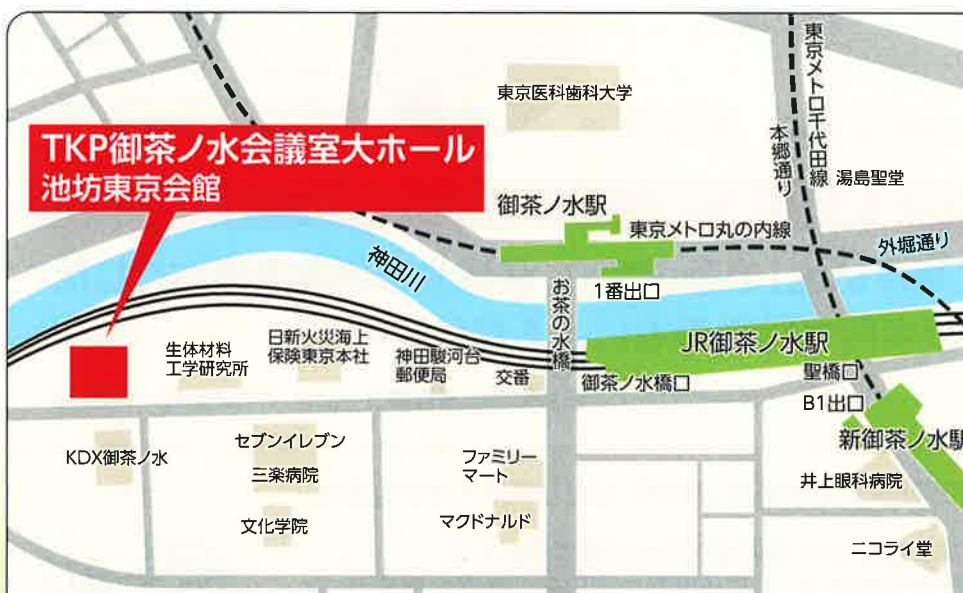 東京医科歯科大学
東京メトロ千代田線
本郷通り
湯島聖堂
TKP御茶ノ水会議室大ホール
池坊東京会館
御茶ノ水駅
東京メトロ丸の内線
外堀通り
神田川
1番出口
お茶の水橋
JR御茶ノ水駅
生体材料
工学研究所
日新火災海上
保険東京本社
神田駿河台
郵便局
交番
御茶ノ水橋口
聖橋口
B1出口
新御茶ノ水駅
KDX御茶ノ水
セブンイレブン
三楽病院
ファミリー
マート
井上眼科病院
文化学院
マクドナルド
ニコライ堂